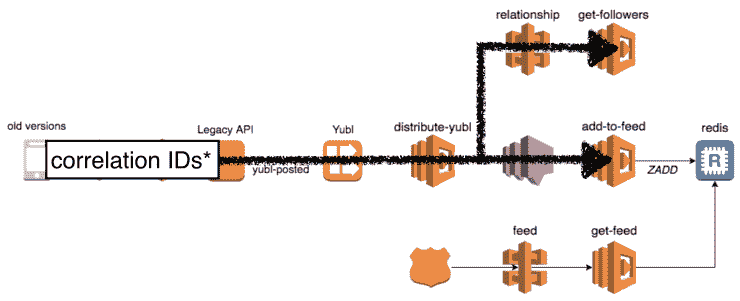 relationship get-followers
old versions
Legacy API Yubl distribute-yubl add-to-feed redis
correlation IDs*
yubl-posted
ZADD
R
feed get-feed